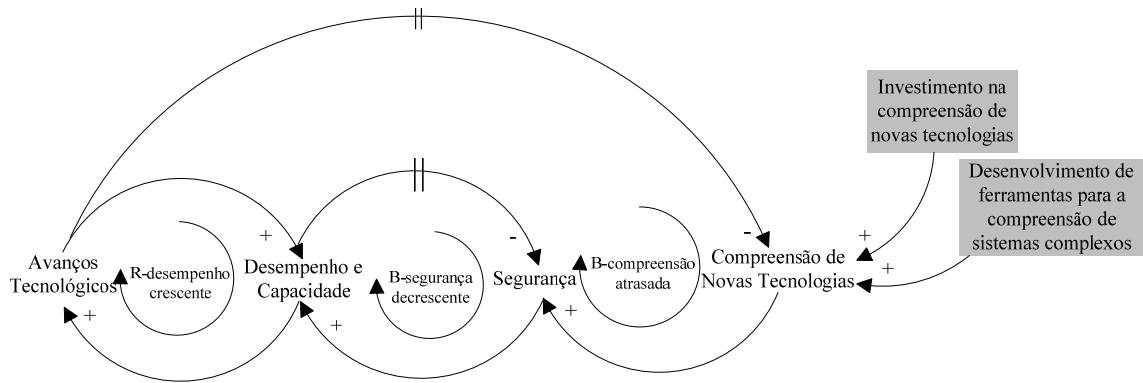 Investimento na
compreensão de
novas tecnologias
Desenvolvimento de
ferramentas para a
compreensão de
sistemas complexos
Avanços
Tecnológicos
R-desempenho
crescente
Desempenho e
Capacidade
B-segurança
decrescente
Segurança
B-compreensão
atrasada
Compreensão de
Novas Tecnologias
+
+
+
+
-
+
-
+
+